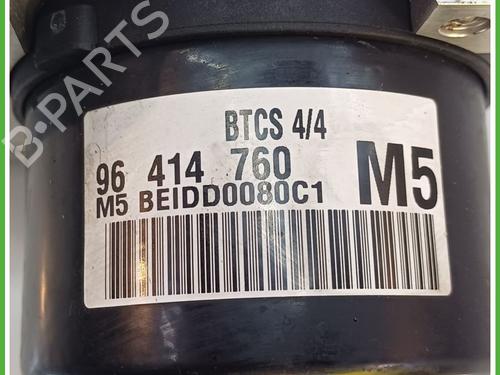 B-PARTS
BTCS 4/4
96 414 760
M5
M5 BEIDD0080C1